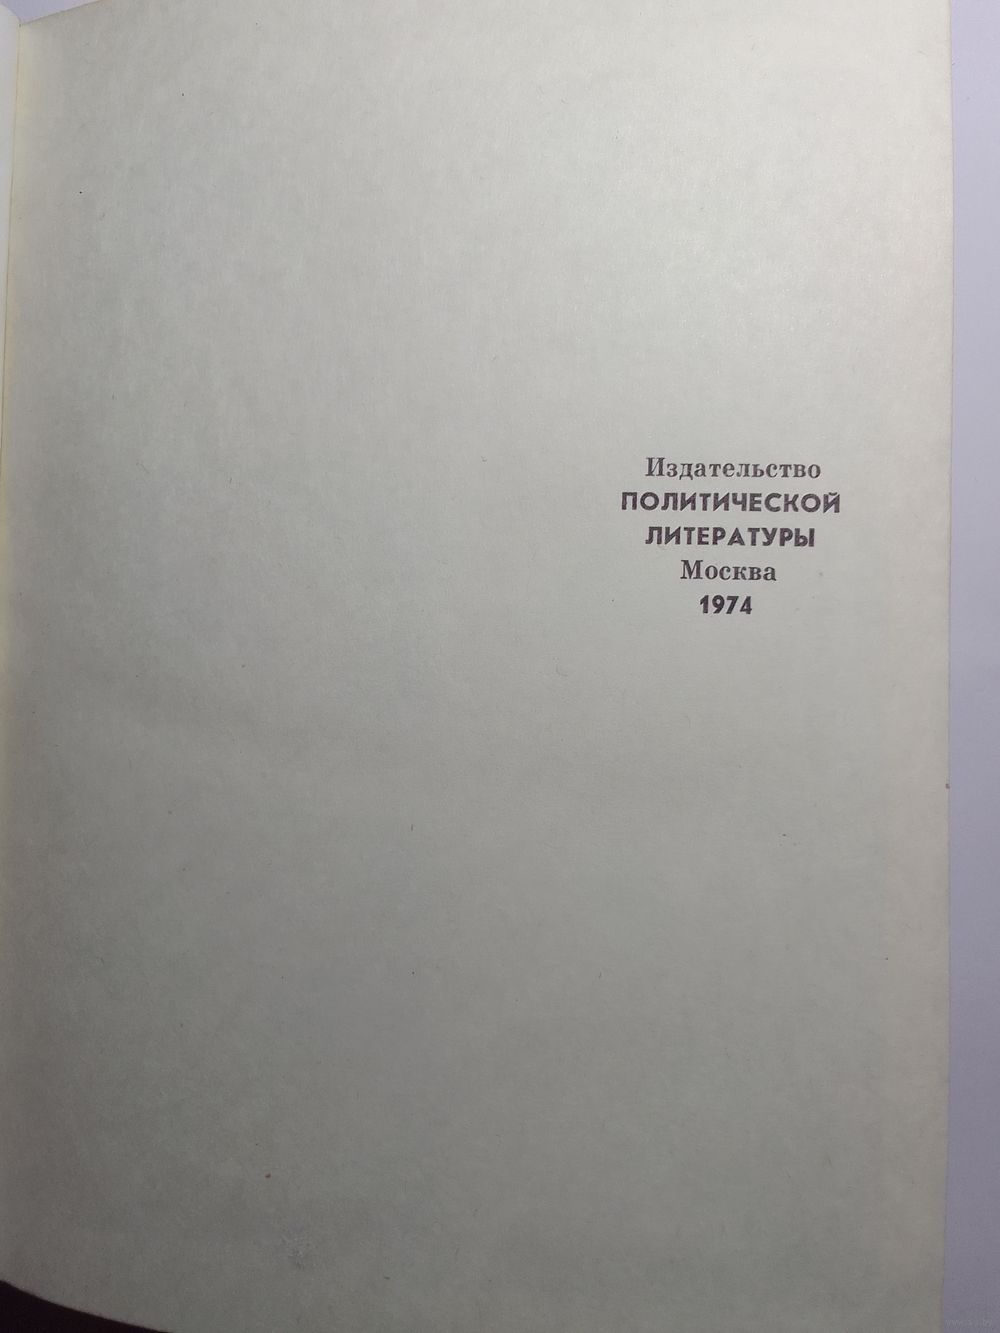 Издательство
ПОЛИТИЧЕСКОЙ
ЛИТЕРАТУРЫ
Москва
1974